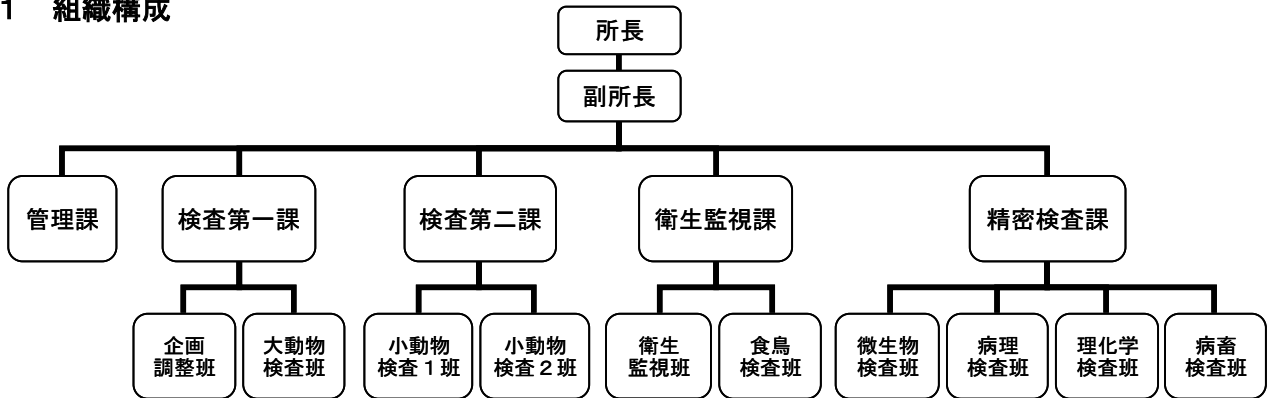 1　組織構成
所長
副所長
管理課
検査第一課
検査第二課
衛生監視課
精密検査課
企画
調整班
大動物
検査班
小動物
検査１班
小動物
検査２班
衛生
監視班
食鳥
検査班
微生物
検査班
病理
検査班
理化学
検査班
病畜
検査班